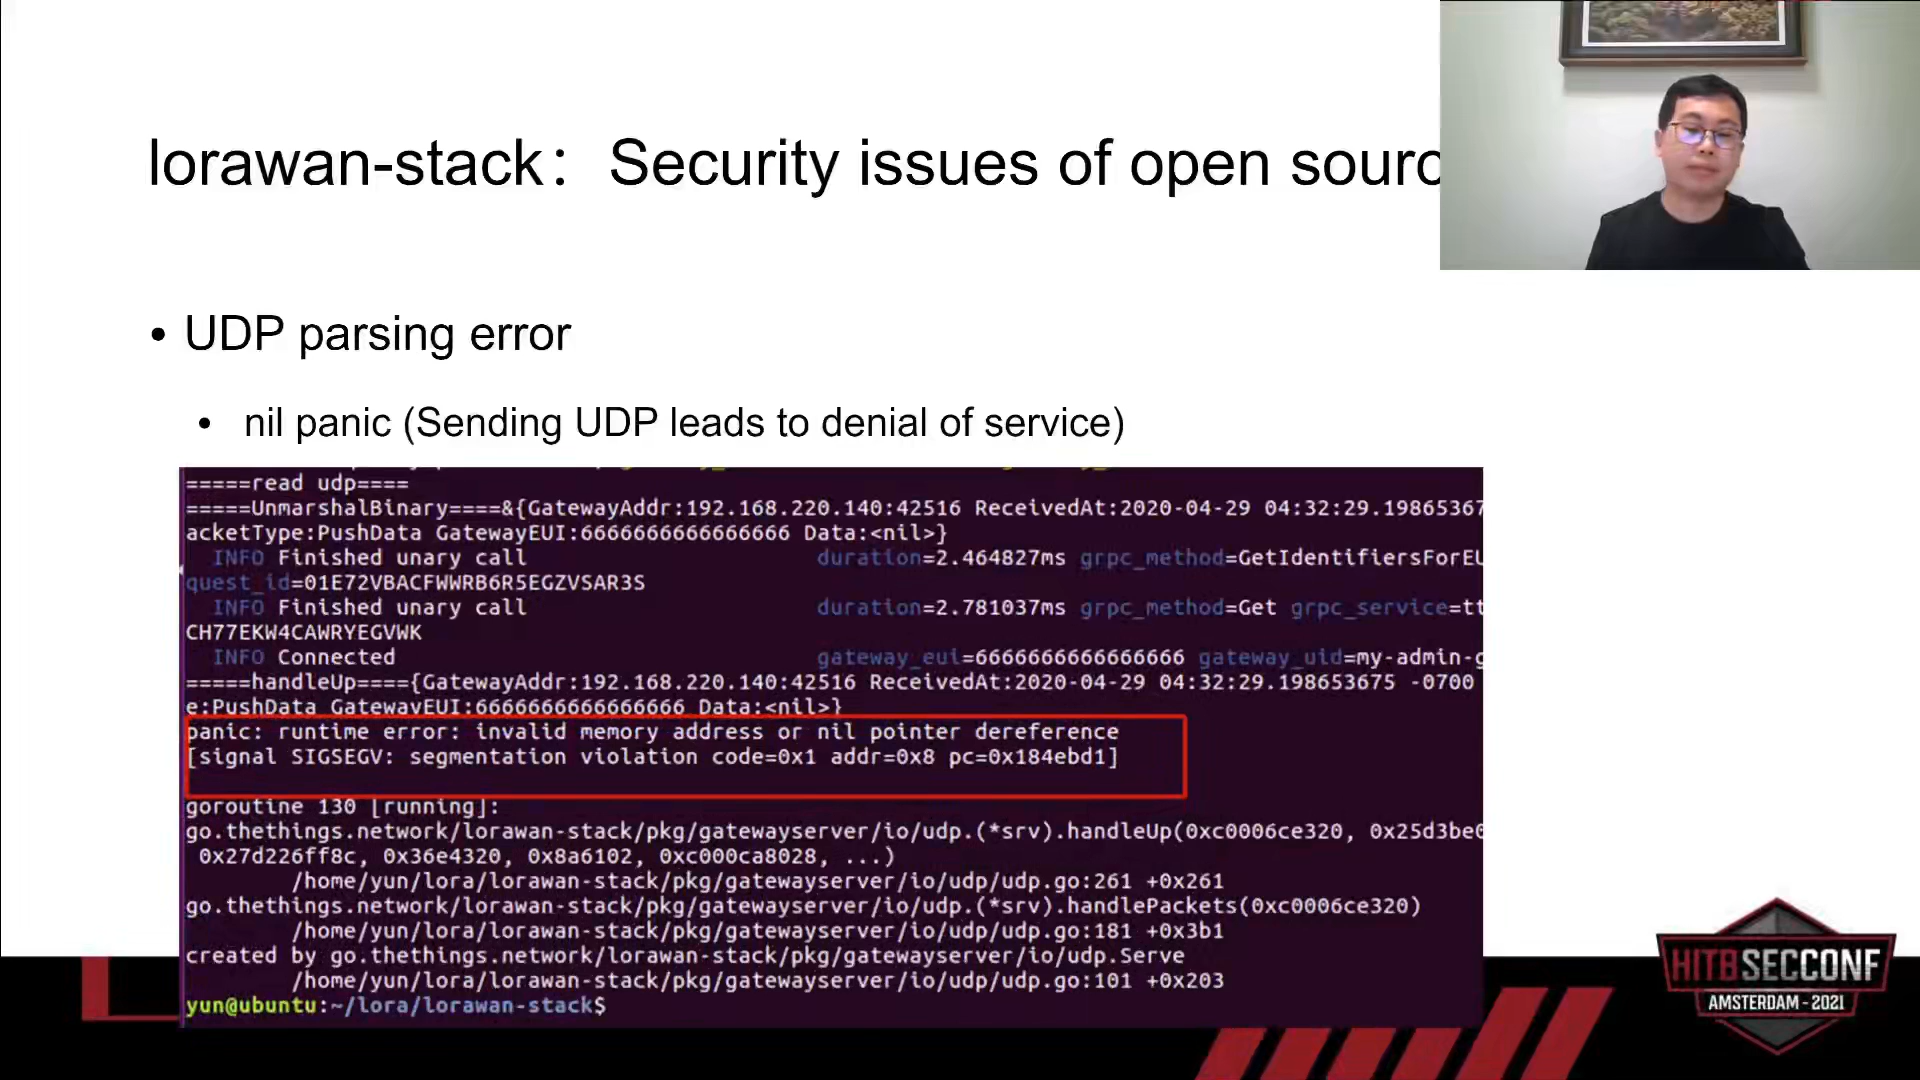 lorawan-stack：Security issues of open sourc
• UDP parsing error
• nil panic (Sending UDP leads to denial of service)
=====read udp====
=====UnmarshalBinary====&{GatewayAddr:192.168.220.140:42516 ReceivedAt:2020-04-29 04:32:29.19865367
acketType:PushData GatewayEUI:6666666666666666 Data:<nil>}
INFO Finished unary call duration=2.464827ms grpc_method=GetIdentifiersForEU
quest_id=01E72VBACFWWRB6R5EGZVSAR3S
INFO Finished unary call duration=2.781037ms grpc_method=Get grpc_service=tt
CH77EKW4CAWRYEGVWK
INFO Connected gateway_eui=6666666666666666 gateway_uid=my-admin-g
=====handleUp===={GatewayAddr:192.168.220.140:42516 ReceivedAt:2020-04-29 04:32:29.198653675 -0700
e:PushData GatewayEUI:6666666666666666 Data:<nil>}
panic: runtime error: invalid memory address or nil pointer dereference
[signal SIGSEGV: segmentation violation code=0x1 addr=0x8 pc=0x184ebd1]
goroutine 130 [running]:
go.thethings.network/lorawan-stack/pkg/gatewayserver/io/udp.(*srv).handleUp(0xc0006ce320, 0x25d3be0
0x27d226ff8c, 0x36e4320, 0x8a6102, 0xc000ca8028, ...)
/home/yun/lora/lorawan-stack/pkg/gatewayserver/io/udp/udp.go:261 +0x261
go.thethings.network/lorawan-stack/pkg/gatewayserver/io/udp.(*srv).handlePackets(0xc0006ce320)
/home/yun/lora/lorawan-stack/pkg/gatewayserver/io/udp/udp.go:181 +0x3b1
created by go.thethings.network/lorawan-stack/pkg/gatewayserver/io/udp.Serve
/home/yun/lora/lorawan-stack/pkg/gatewayserver/io/udp/udp.go:101 +0x203
yun@ubuntu:~/lora/lorawan-stack$
HITBSECCONF
AMSTERDAM - 2021